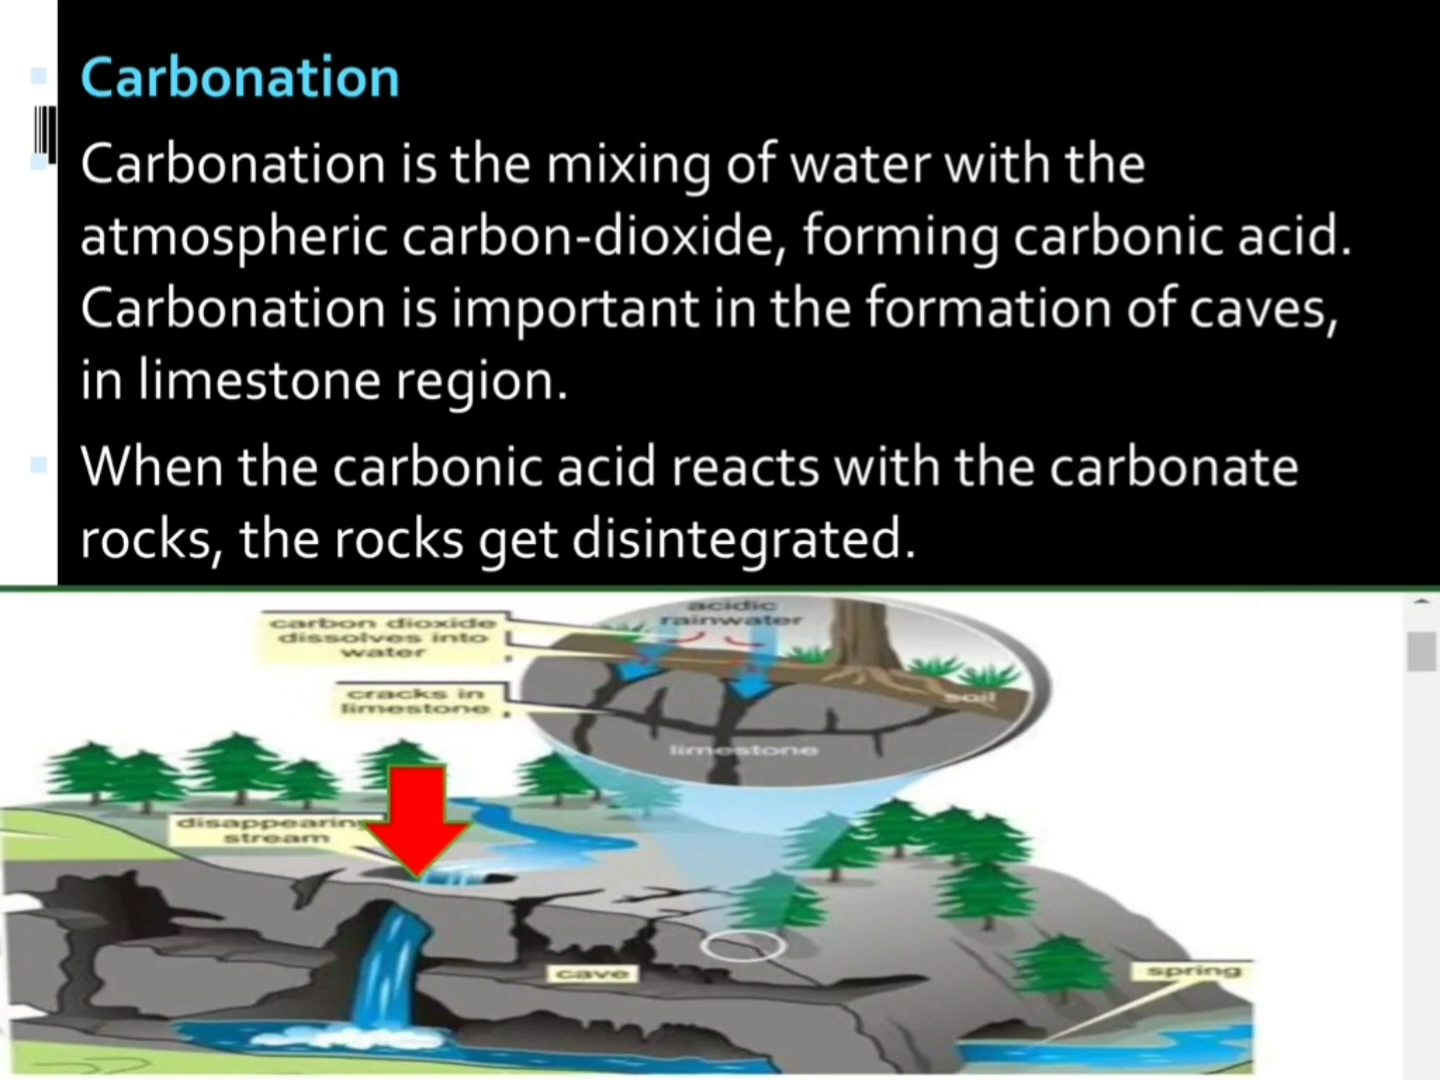 Carbonation
Carbonation is the mixing of water with the
atmospheric carbon-dioxide, forming carbonic acid.
Carbonation is important in the formation of caves,
in limestone region.
When the carbonic acid reacts with the carbonate
rocks, the rocks get disintegrated.
acidic
rainwater
carbon dioxide
dissolves into
water
cracks in
limestone
soil
limestone
disappearing
stream
cave
spring